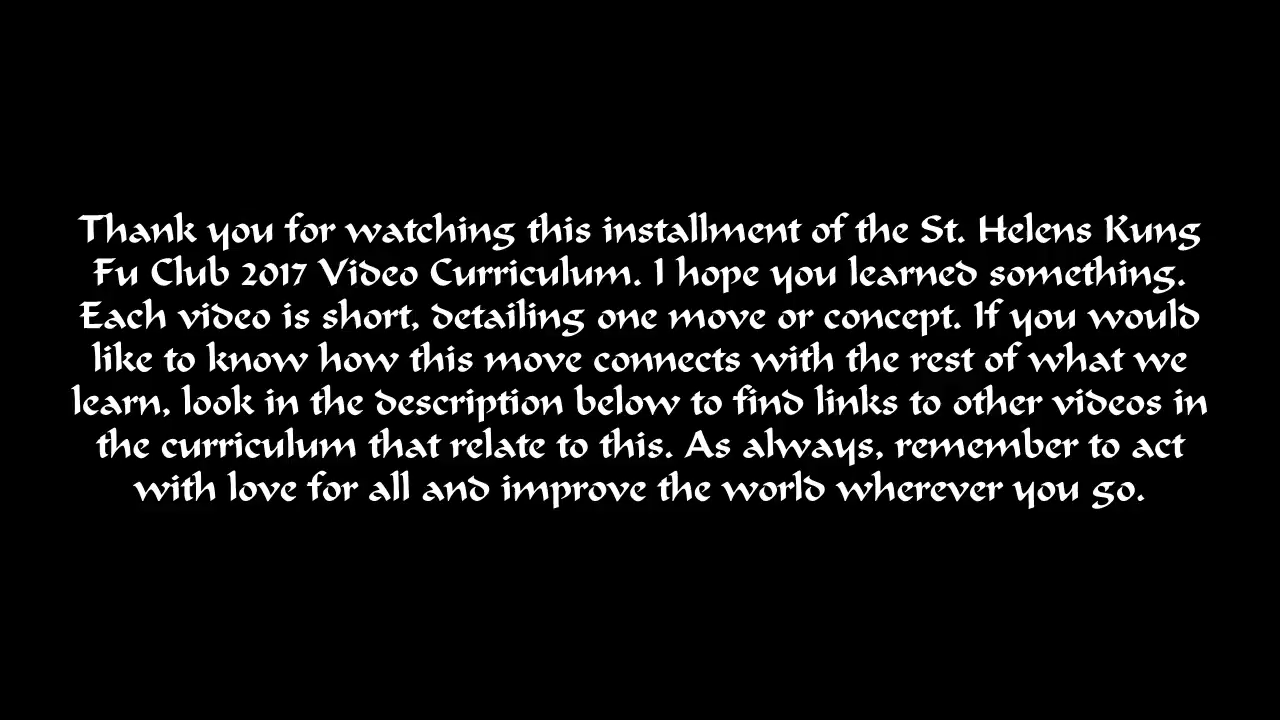 Thank you for watching this installment of the St. Helens Kung
Fu Club 2017 Video Curriculum. I hope you learned something.
Each video is short, detailing one move or concept. If you would
like to know how this move connects with the rest of what we
learn, look in the description below to find links to other videos in
the curriculum that relate to this. As always, remember to act
with love for all and improve the world wherever you go.